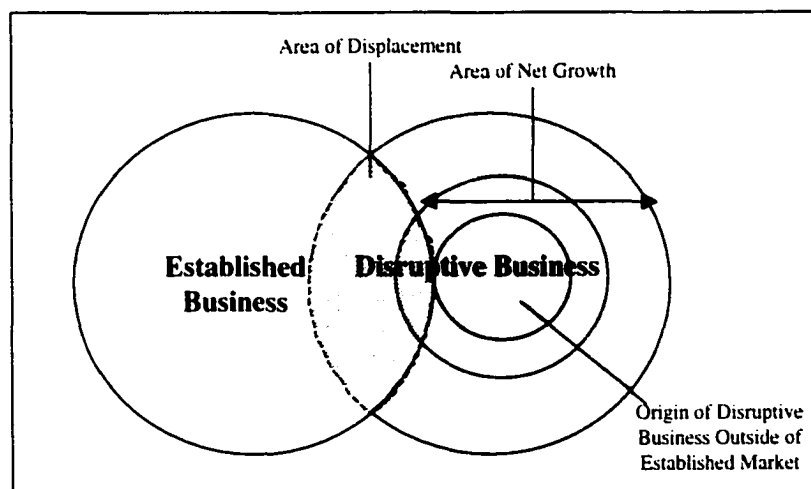 Area of Displacement
Area of Net Growth
Established
Business
Disruptive Business
Origin of Disruptive
Business Outside of
Established Market